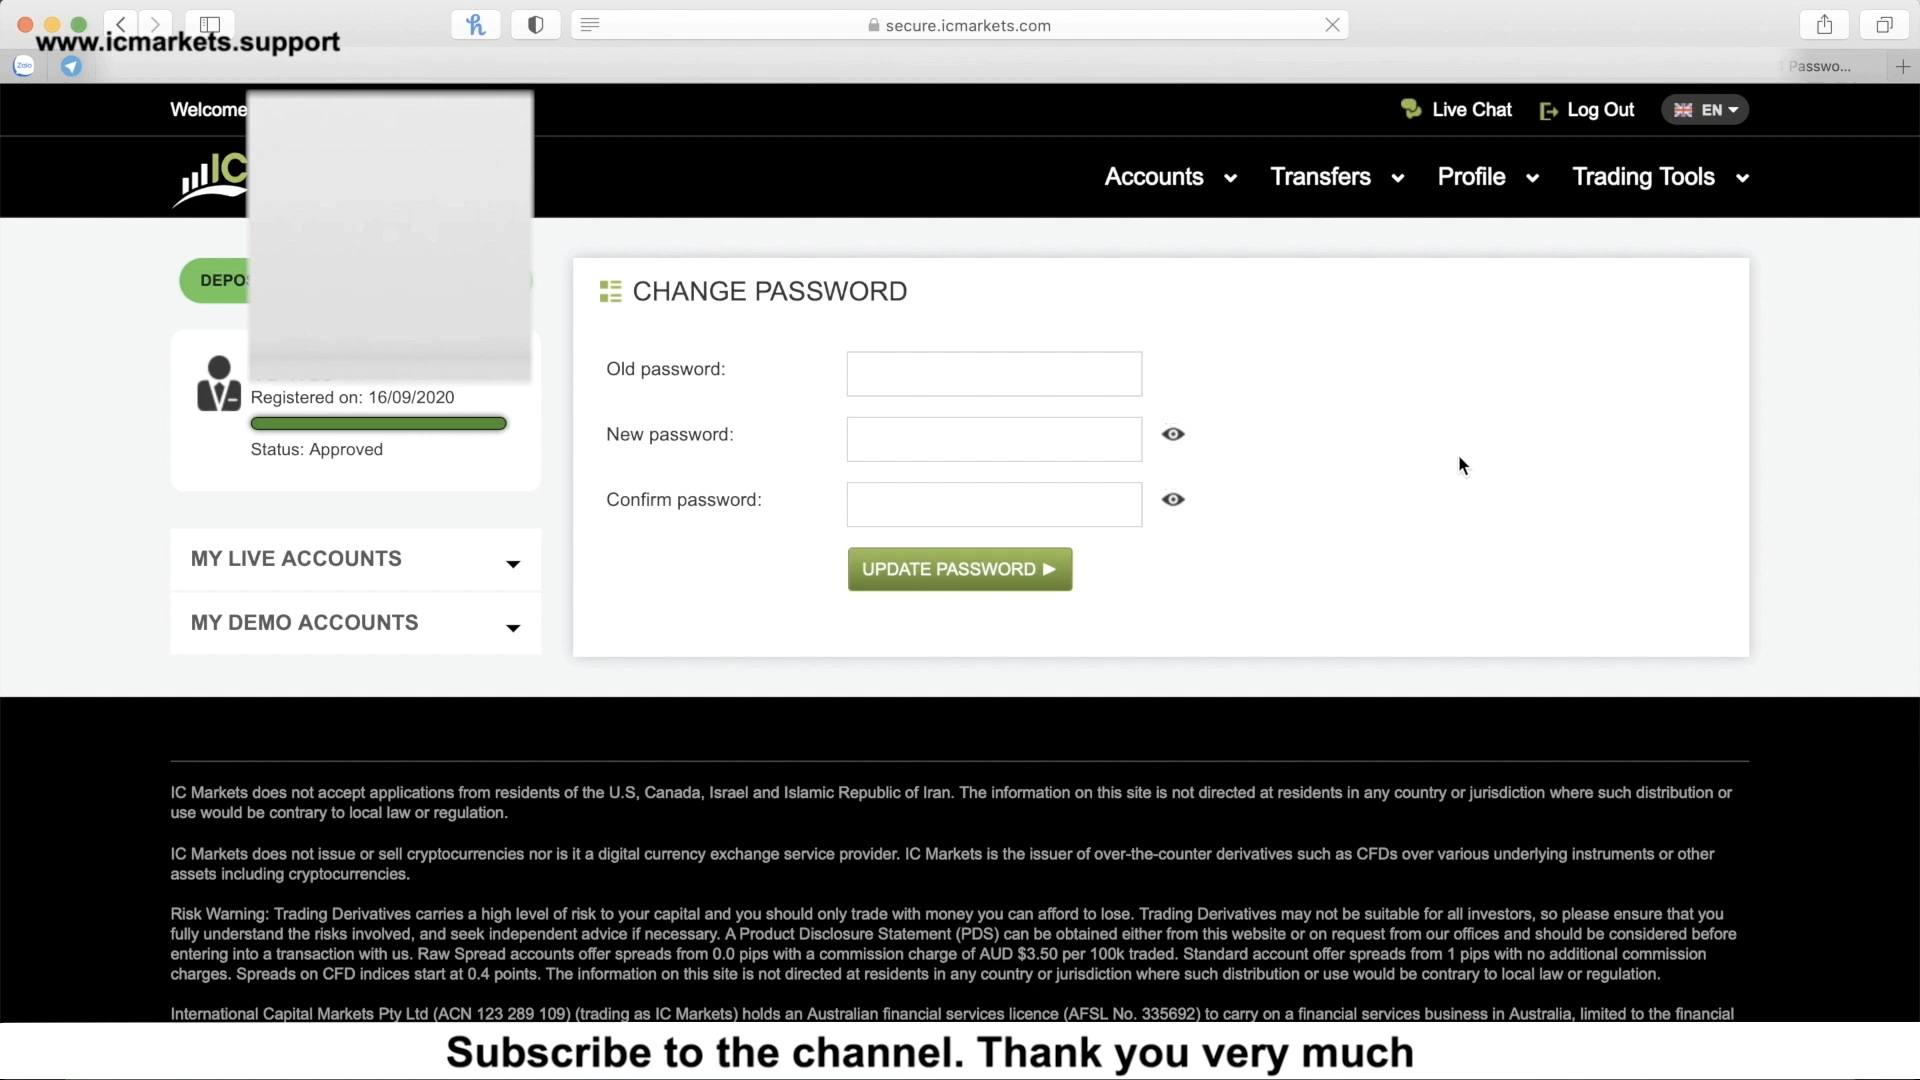 secure.icmarkets.com
www.icmarkets.support
Zalo
Passwo...
Welcome
Live Chat
Log Out
EN
IC
Accounts
Transfers
Profile
Trading Tools
DEPO
CHANGE PASSWORD
Old password:
New password:
Confirm password:
UPDATE PASSWORD
Registered on: 16/09/2020
Status: Approved
MY LIVE ACCOUNTS
MY DEMO ACCOUNTS
IC Markets does not accept applications from residents of the U.S, Canada, Israel and Islamic Republic of Iran. The information on this site is not directed at residents in any country or jurisdiction where such distribution or
use would be contrary to local law or regulation.
IC Markets does not issue or sell cryptocurrencies nor is it a digital currency exchange service provider. IC Markets is the issuer of over-the-counter derivatives such as CFDs over various underlying instruments or other
assets including cryptocurrencies.
Risk Warning: Trading Derivatives carries a high level of risk to your capital and you should only trade with money you can afford to lose. Trading Derivatives may not be suitable for all investors, so please ensure that you
fully understand the risks involved, and seek independent advice if necessary. A Product Disclosure Statement (PDS) can be obtained either from this website or on request from our offices and should be considered before
entering into a transaction with us. Raw Spread accounts offer spreads from 0.0 pips with a commission charge of AUD $3.50 per 100k traded. Standard account offer spreads from 1 pips with no additional commission
charges. Spreads on CFD indices start at 0.4 points. The information on this site is not directed at residents in any country or jurisdiction where such distribution or use would be contrary to local law or regulation.
International Capital Markets Pty Ltd (ACN 123 289 109) (trading as IC Markets) holds an Australian financial services licence (AFSL No. 335692) to carry on a financial services business in Australia, limited to the financial
Subscribe to the channel. Thank you very much